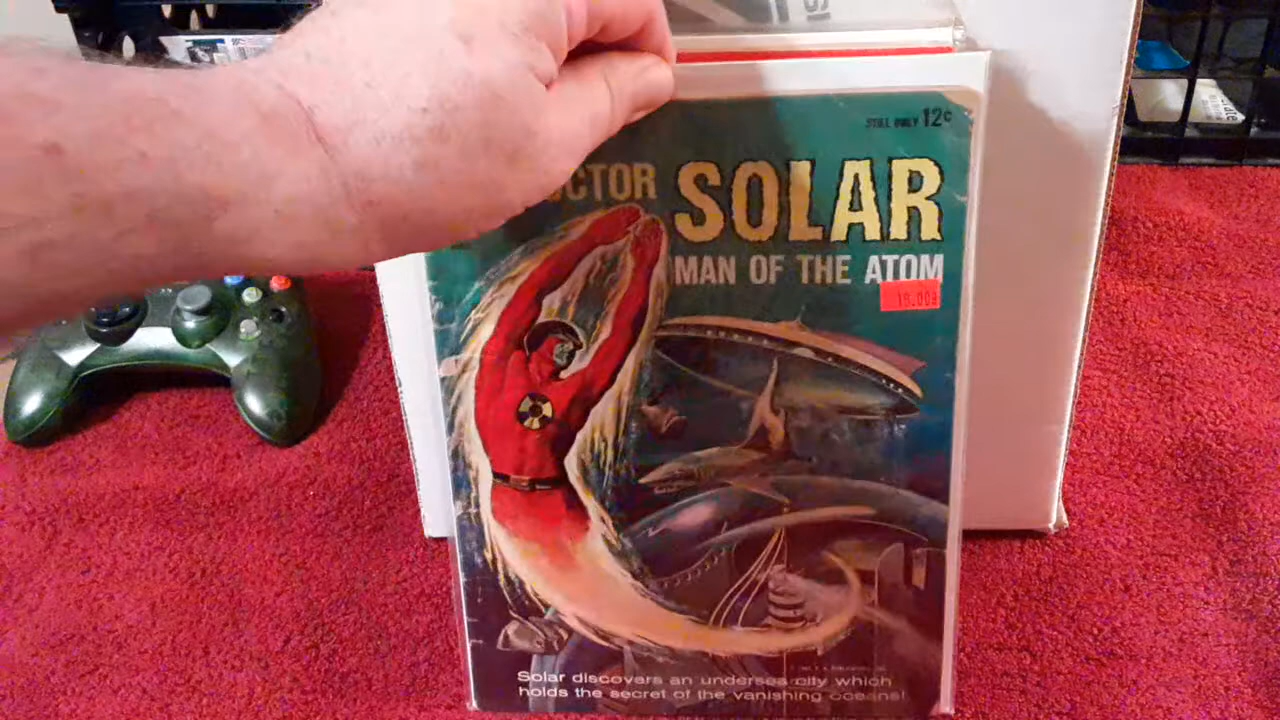 STILL ONLY 12¢
CTOR SOLAR
MAN OF THE ATOM
Solar discovers an undersea city which
holds the secret of the vanishing oceans!